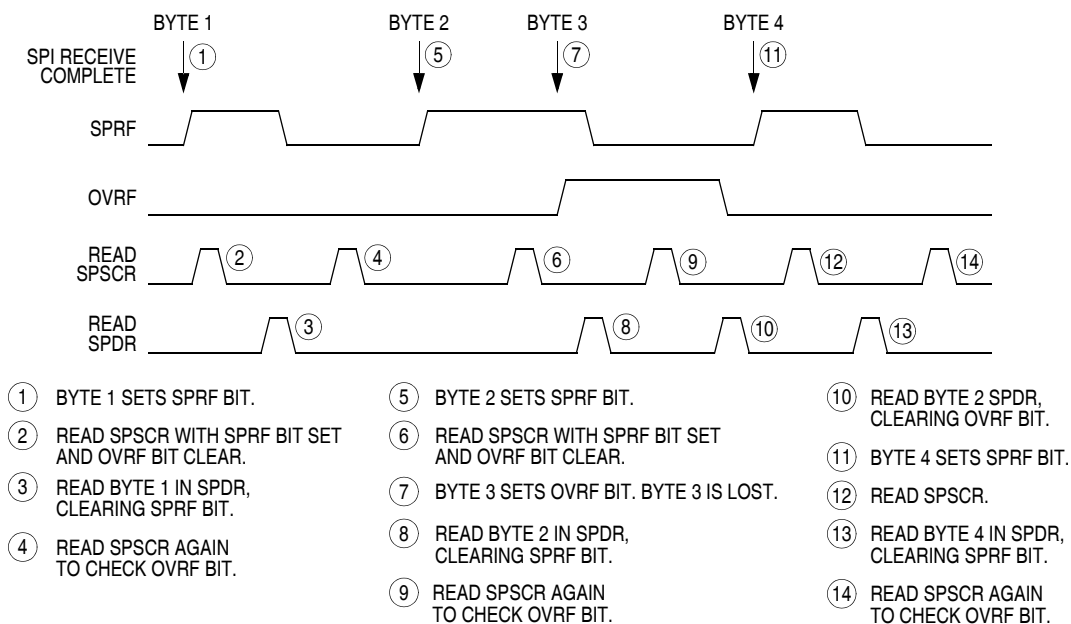 BYTE 1 BYTE 2 BYTE 3 BYTE 4
SPI RECEIVE
COMPLETE
1 5 7 11
SPRF
OVRF
READ
SPSCR
2 4 6 9 12 14
READ
SPDR
3 8 10 13
1 BYTE 1 SETS SPRF BIT.
2 READ SPSCR WITH SPRF BIT SET
AND OVRF BIT CLEAR.
3 READ BYTE 1 IN SPDR,
CLEARING SPRF BIT.
4 READ SPSCR AGAIN
TO CHECK OVRF BIT.
5 BYTE 2 SETS SPRF BIT.
6 READ SPSCR WITH SPRF BIT SET
AND OVRF BIT CLEAR.
7 BYTE 3 SETS OVRF BIT. BYTE 3 IS LOST.
8 READ BYTE 2 IN SPDR,
CLEARING SPRF BIT.
9 READ SPSCR AGAIN
TO CHECK OVRF BIT.
10 READ BYTE 2 SPDR,
CLEARING OVRF BIT.
11 BYTE 4 SETS SPRF BIT.
12 READ SPSCR.
13 READ BYTE 4 IN SPDR,
CLEARING SPRF BIT.
14 READ SPSCR AGAIN
TO CHECK OVRF BIT.